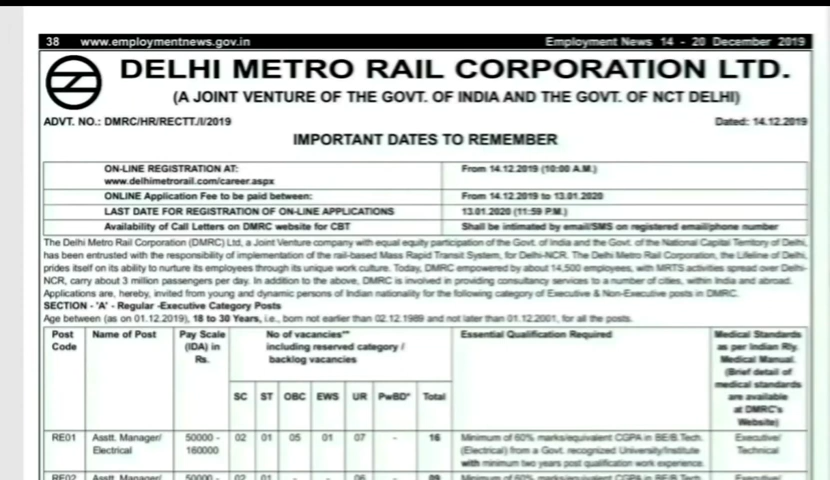 38 www.employmentnews.gov.in Employment News 14 - 20 December 2019
DELHI METRO RAIL CORPORATION LTD.
(A JOINT VENTURE OF THE GOVT. OF INDIA AND THE GOVT. OF NCT DELHI)
ADVT. NO.: DMRC/HR/RECTT./I/2019 Dated: 14.12.2019
IMPORTANT DATES TO REMEMBER
ON-LINE REGISTRATION AT: From 14.12.2019 (10:00 A.M.)
www.delhimetrorail.com/career.aspx
ONLINE Application Fee to be paid between: From 14.12.2019 to 13.01.2020
LAST DATE FOR REGISTRATION OF ON-LINE APPLICATIONS 13.01.2020 (11:59 P.M.)
Availability of Call Letters on DMRC website for CBT Shall be intimated by email/SMS on registered email/phone number
The Delhi Metro Rail Corporation (DMRC) Ltd, a Joint Venture company with equal equity participation of the Govt. of India and the Govt. of the National Capital Territory of Delhi,
has been entrusted with the responsibility of implementation of the rail-based Mass Rapid Transit System, for Delhi-NCR. The Delhi Metro Rail Corporation, the Lifeline of Delhi,
prides itself on its ability to nurture its employees through its unique work culture. Today, DMRC empowered by about 14,500 employees, with MRTS activities spread over Delhi-
NCR, carry about 3 million passengers per day. In addition to the above, DMRC is involved in providing consultancy services to a number of cities, within India and abroad.
Applications are, hereby, invited from young and dynamic persons of Indian nationality for the following category of Executive & Non-Executive posts in DMRC.
SECTION - 'A' - Regular -Executive Category Posts
Age between (as on 01.12.2019), 18 to 30 Years, i.e., born not earlier than 02.12.1989 and not later than 01.12.2001, for all the posts.
Post Code Name of Post Pay Scale (IDA) in Rs. No of vacancies** including reserved category / backlog vacancies Essential Qualification Required Medical Standards as per Indian Rly. Medical Manual. (Brief detail of medical standards are available at DMRC's Website)
SC ST OBC EWS UR PwBD* Total
RE01 Asstt. Manager/ 50000 - 02 01 05 01 07 - 16 Minimum of 60% marks/equivalent CGPA in BE/B.Tech. Executive/
Electrical 160000 (Electrical) from a Govt. recognized University/Institute Technical
with minimum two years post qualification work experience.
RE02 Asstt. Manager/ 50000 - 02 01 06 09 Minimum of 60% marks/equivalent CGPA in BE/B.Tech. Executive/